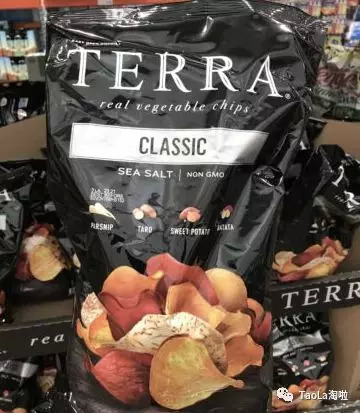 TERRA®
real vegetable chips
CLASSIC
SEA SALT | NON GMO
PARSNIP
TARO
SWEET POTATO
BATATA
TERRA
real
TaoLa淘啦